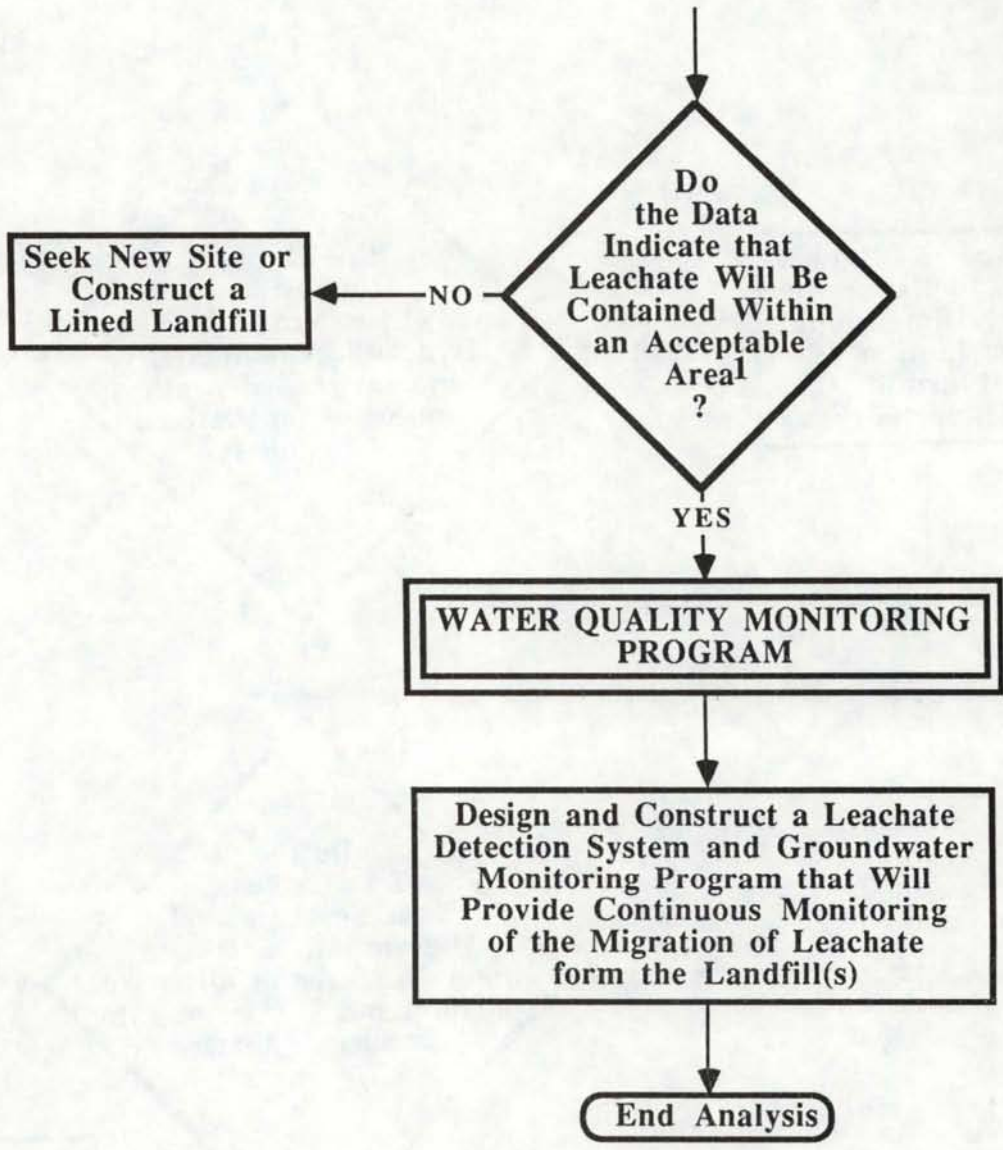 Do
the Data
Indicate that
Leachate Will Be
Contained Within
an Acceptable
Area1
?
Seek New Site or
Construct a
Lined Landfill
NO
YES
WATER QUALITY MONITORING
PROGRAM
Design and Construct a Leachate
Detection System and Groundwater
Monitoring Program that Will
Provide Continuous Monitoring
of the Migration of Leachate
form the Landfill(s)
End Analysis